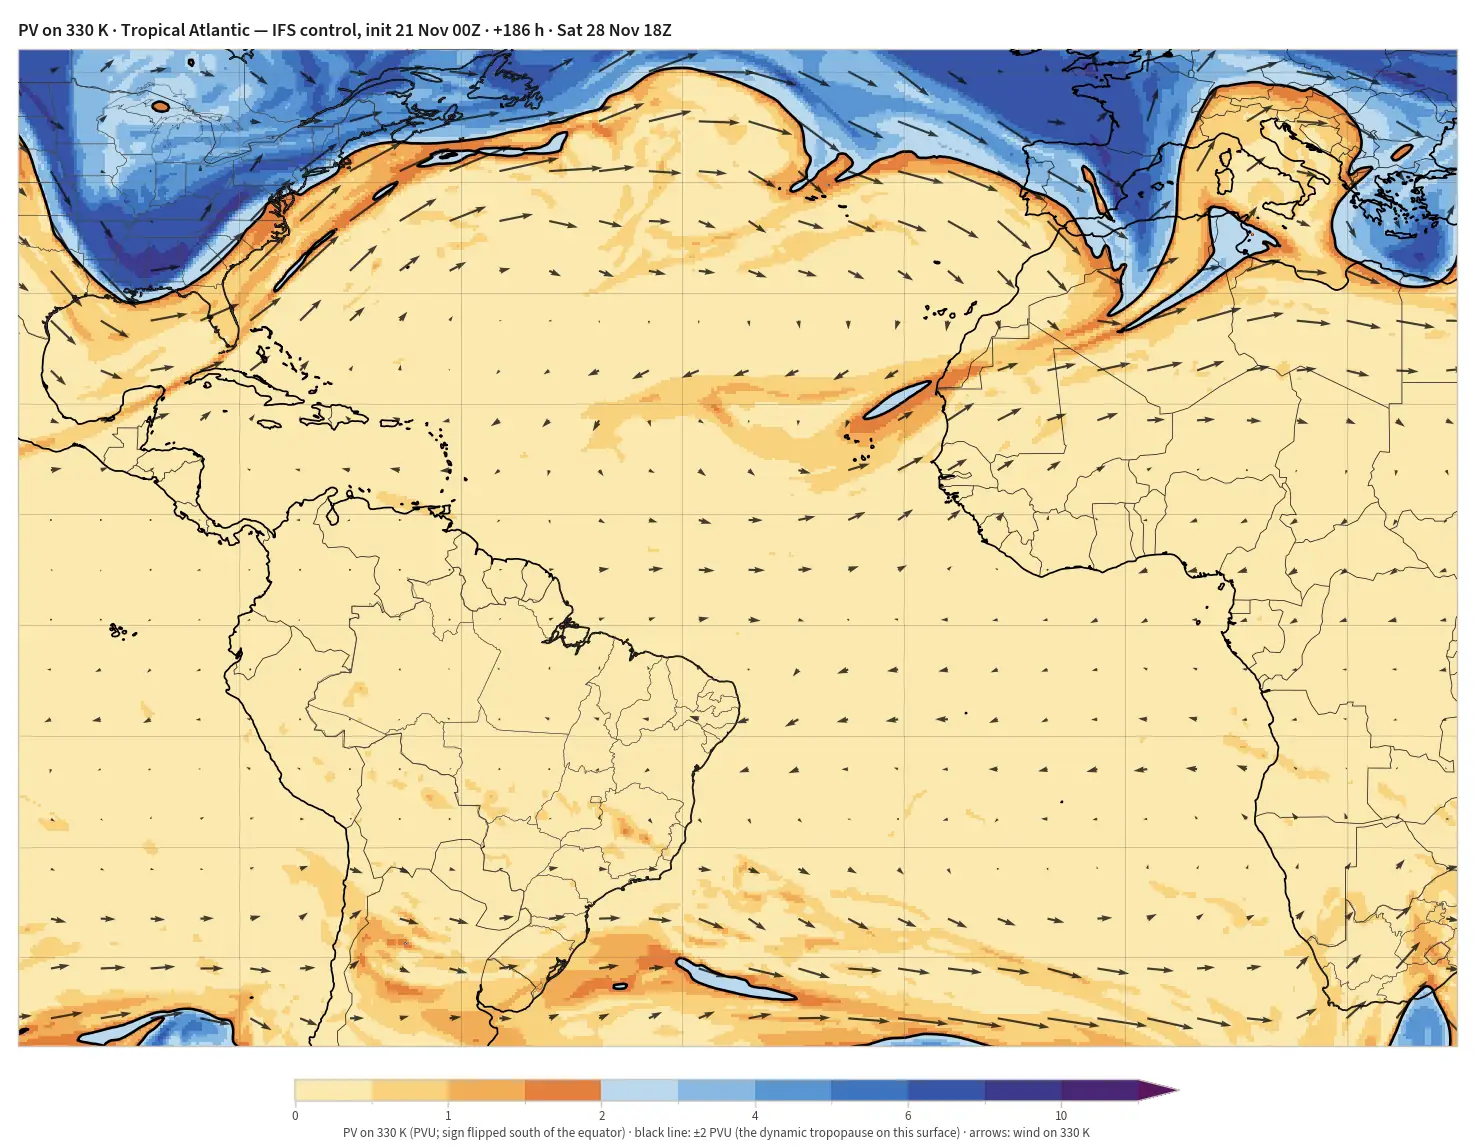 PV on 330 K · Tropical Atlantic — IFS control, init 21 Nov 00Z · +186 h · Sat 28 Nov 18Z
0 1 2 4 6 10
PV on 330 K (PVU; sign flipped south of the equator) · black line: ±2 PVU (the dynamic tropopause on this surface) · arrows: wind on 330 K